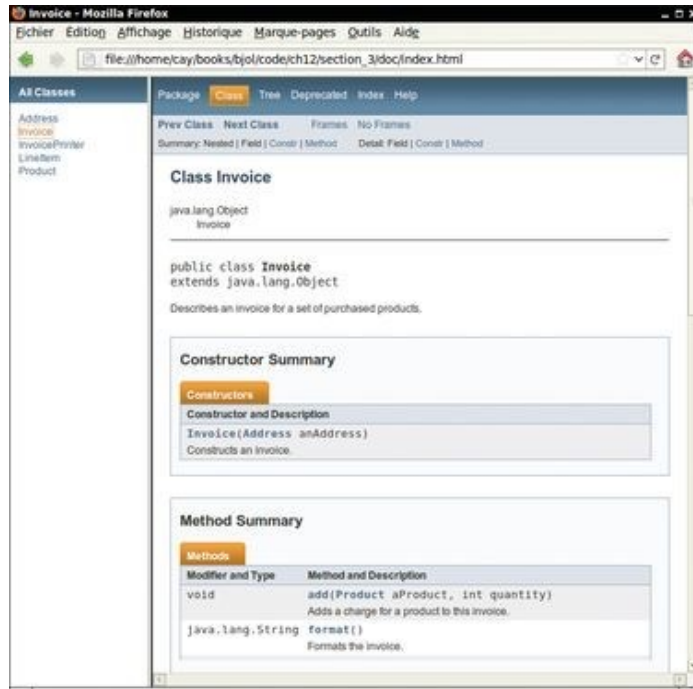 Invoice - Mozilla Firefox
Fichier Édition Affichage Historique Marque-pages Outils Aide
file:///home/cay/books/bjol/code/ch12/section_3/doc/index.html
All Classes
Address
Invoice
InvoicePrinter
LineItem
Product
Package Class Tree Deprecated Index Help
Prev Class Next Class Frames No Frames
Summary: Nested | Field | Constr | Method Detail: Field | Constr | Method
Class Invoice
java.lang.Object
Invoice
public class Invoice
extends java.lang.Object
Describes an invoice for a set of purchased products.
Constructor Summary
Constructors
Constructor and Description
Invoice(Address anAddress)
Constructs an invoice.
Method Summary
Methods
Modifier and Type Method and Description
void add(Product aProduct, int quantity)
Adds a charge for a product to this invoice.
java.lang.String format()
Formats the invoice.